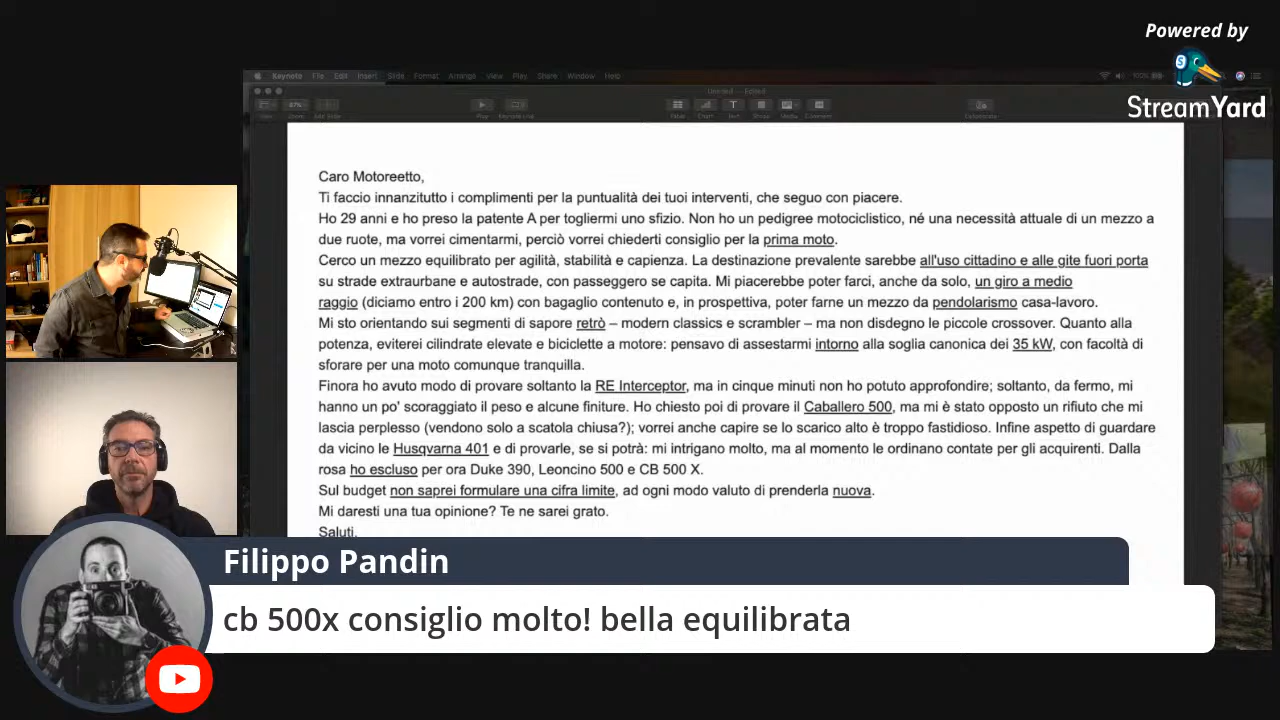 Powered by
StreamYard
Keynote File Edit Insert Slide Format Arrange View Play Share Window Help
Caro Motoreetto,
Ti faccio innanzitutto i complimenti per la puntualità dei tuoi interventi, che seguo con piacere.
Ho 29 anni e ho preso la patente A per togliermi uno sfizio. Non ho un pedigree motociclistico, né una necessità attuale di un mezzo a
due ruote, ma vorrei cimentarmi, perciò vorrei chiederti consiglio per la prima moto.
Cerco un mezzo equilibrato per agilità, stabilità e capienza. La destinazione prevalente sarebbe all'uso cittadino e alle gite fuori porta
su strade extraurbane e autostrade, con passeggero se capita. Mi piacerebbe poter farci, anche da solo, un giro a medio
raggio (diciamo entro i 200 km) con bagaglio contenuto e, in prospettiva, poter farne un mezzo da pendolarismo casa-lavoro.
Mi sto orientando sui segmenti di sapore retrò – modern classics e scrambler – ma non disdegno le piccole crossover. Quanto alla
potenza, eviterei cilindrate elevate e biciclette a motore: pensavo di assestarmi intorno alla soglia canonica dei 35 kW, con facoltà di
sforare per una moto comunque tranquilla.
Finora ho avuto modo di provare soltanto la RE Interceptor, ma in cinque minuti non ho potuto approfondire; soltanto, da fermo, mi
hanno un po' scoraggiato il peso e alcune finiture. Ho chiesto poi di provare il Caballero 500, ma mi è stato opposto un rifiuto che mi
lascia perplesso (vendono solo a scatola chiusa?); vorrei anche capire se lo scarico alto è troppo fastidioso. Infine aspetto di guardare
da vicino le Husqvarna 401 e di provarle, se si potrà: mi intrigano molto, ma al momento le ordinano contate per gli acquirenti. Dalla
rosa ho escluso per ora Duke 390, Leoncino 500 e CB 500 X.
Sul budget non saprei formulare una cifra limite, ad ogni modo valuto di prenderla nuova.
Mi daresti una tua opinione? Te ne sarei grato.
Saluti,
Filippo Pandin
cb 500x consiglio molto! bella equilibrata